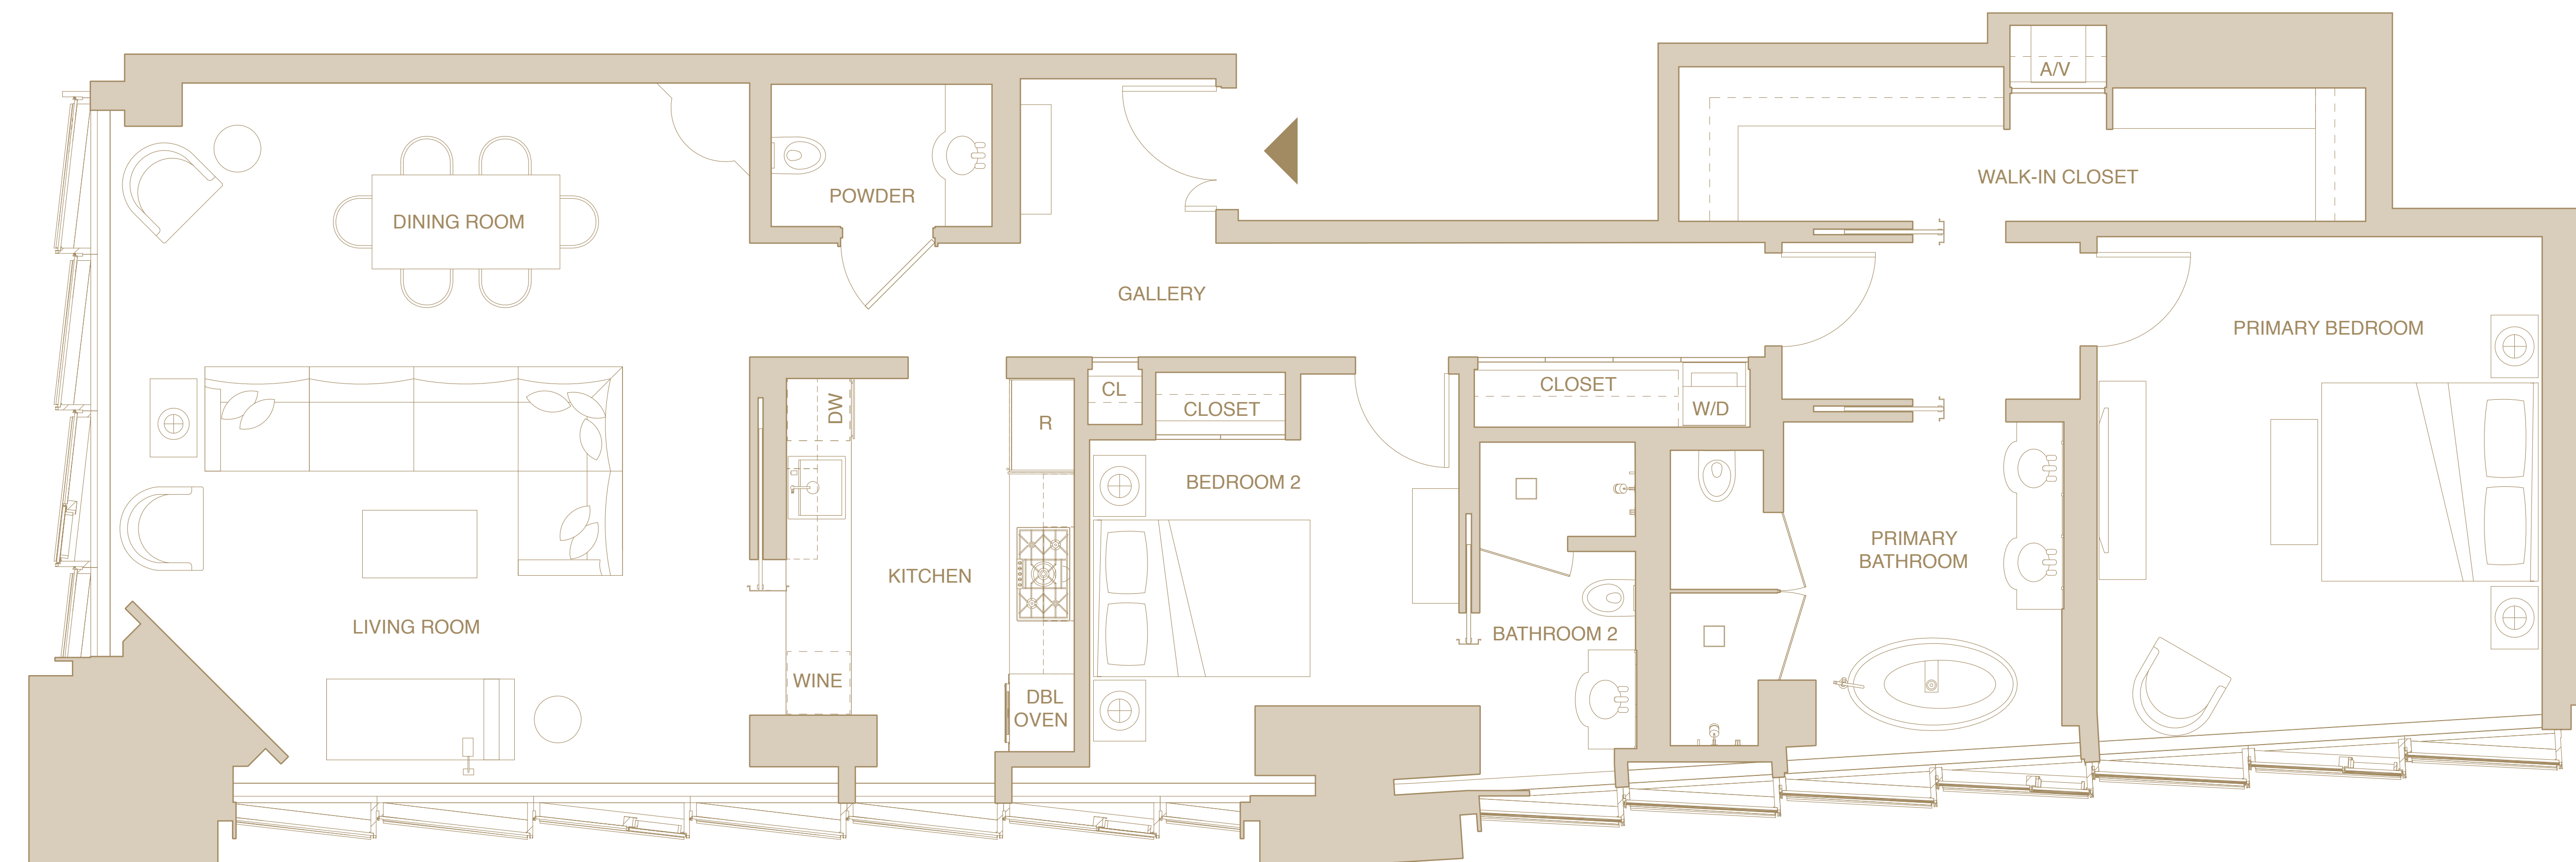 A/V
WALK-IN CLOSET
POWDER
DINING ROOM
GALLERY
PRIMARY BEDROOM
CL
CLOSET
DW
R
CLOSET
W/D
BEDROOM 2
KITCHEN
PRIMARY
BATHROOM
LIVING ROOM
BATHROOM 2
WINE
DBL
OVEN